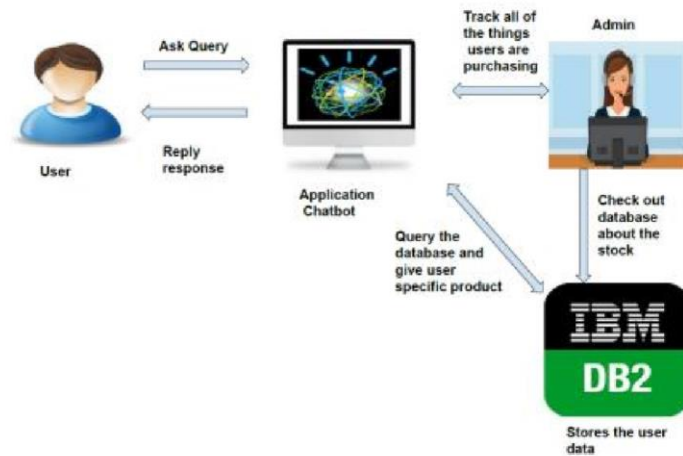 Ask Query
Reply
response
User
Application
Chatbot
Track all of
the things
users are
purchasing
Admin
Query the
database and
give user
specific product
Check out
database
about the
stock
IBM
DB2
Stores the user
data